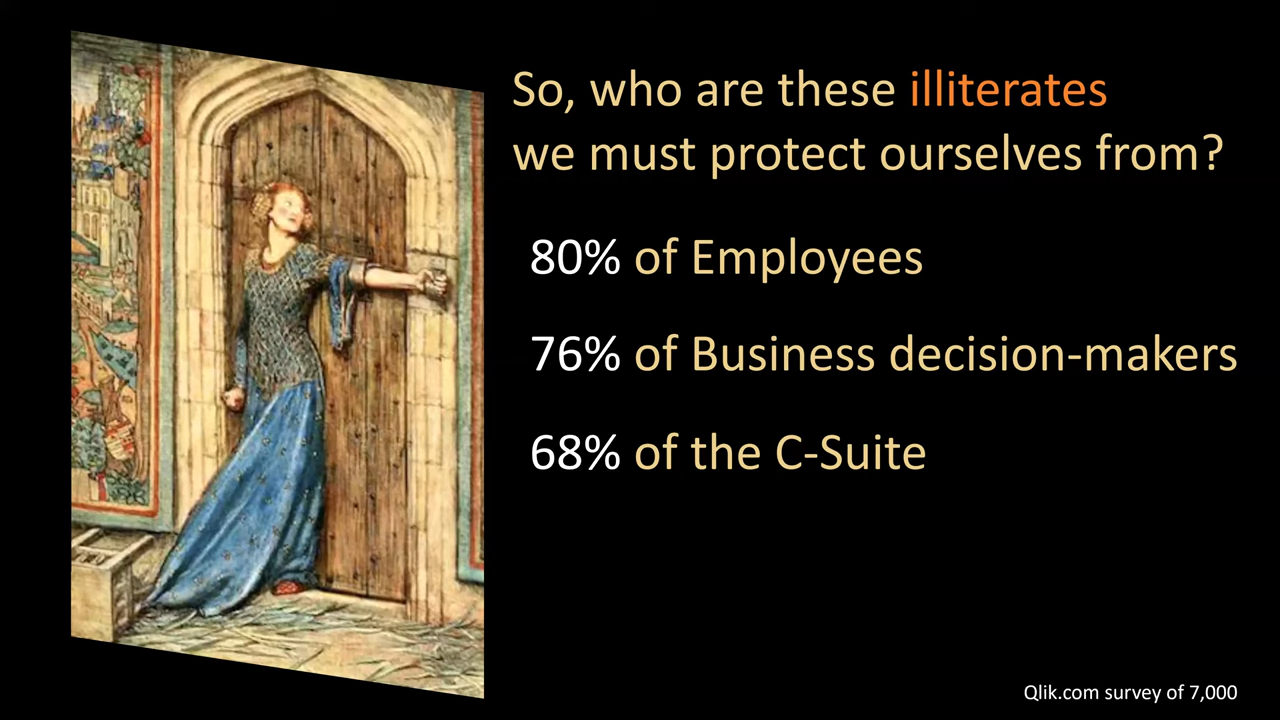 So, who are these illiterates
we must protect ourselves from?
80% of Employees
76% of Business decision-makers
68% of the C-Suite
Qlik.com survey of 7,000